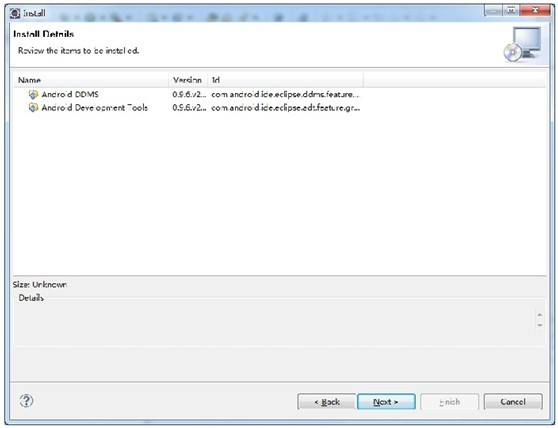 Install
Install Details
Review the items to be installed.
Name Version Id
Android DDMS 0.9.6.v2... com.android.ide.eclipse.ddms.feature....
Android Development Tools 0.9.6.v2... com.android.ide.eclipse.adt.feature.gr...
Size: Unknown
Details
< Back Next > Finish Cancel